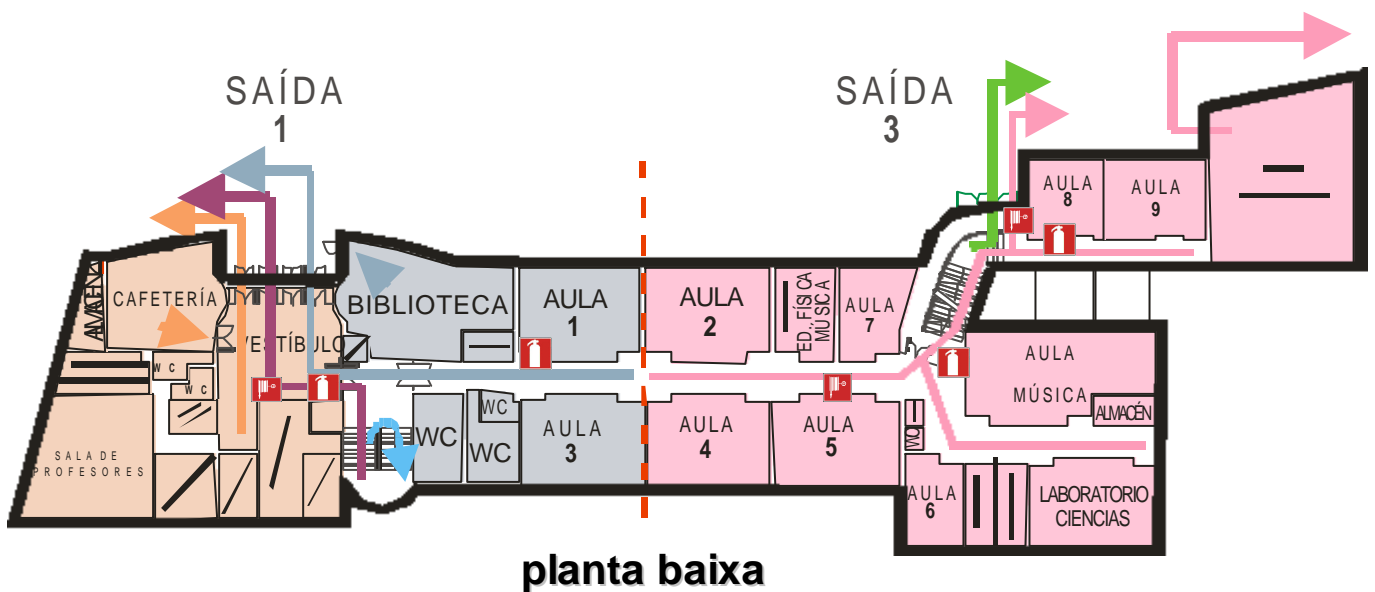 SAÍDA
1
SAÍDA
3
AULA
8
AULA
9
CAFETERÍA
VESTÍBULO
BIBLIOTECA
AULA
1
AULA
2
ED., FÍSICA
MÚSICA
AULA
7
AULA
MÚSICA
ALMACÉN
W C
W C
SALA DE
PROFESORES
WC
WC
WC
AULA
3
AULA
4
AULA
5
WC
AULA
6
LABORATORIO
CIENCIAS
planta baixa